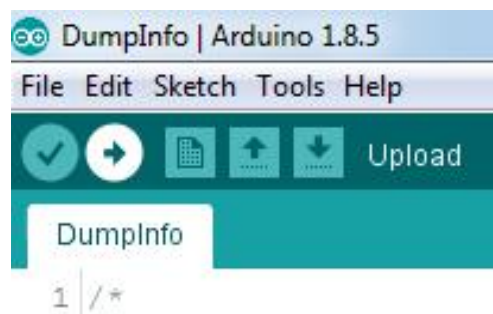 DumpInfo | Arduino 1.8.5
File Edit Sketch Tools Help
Upload
DumpInfo
1 /*